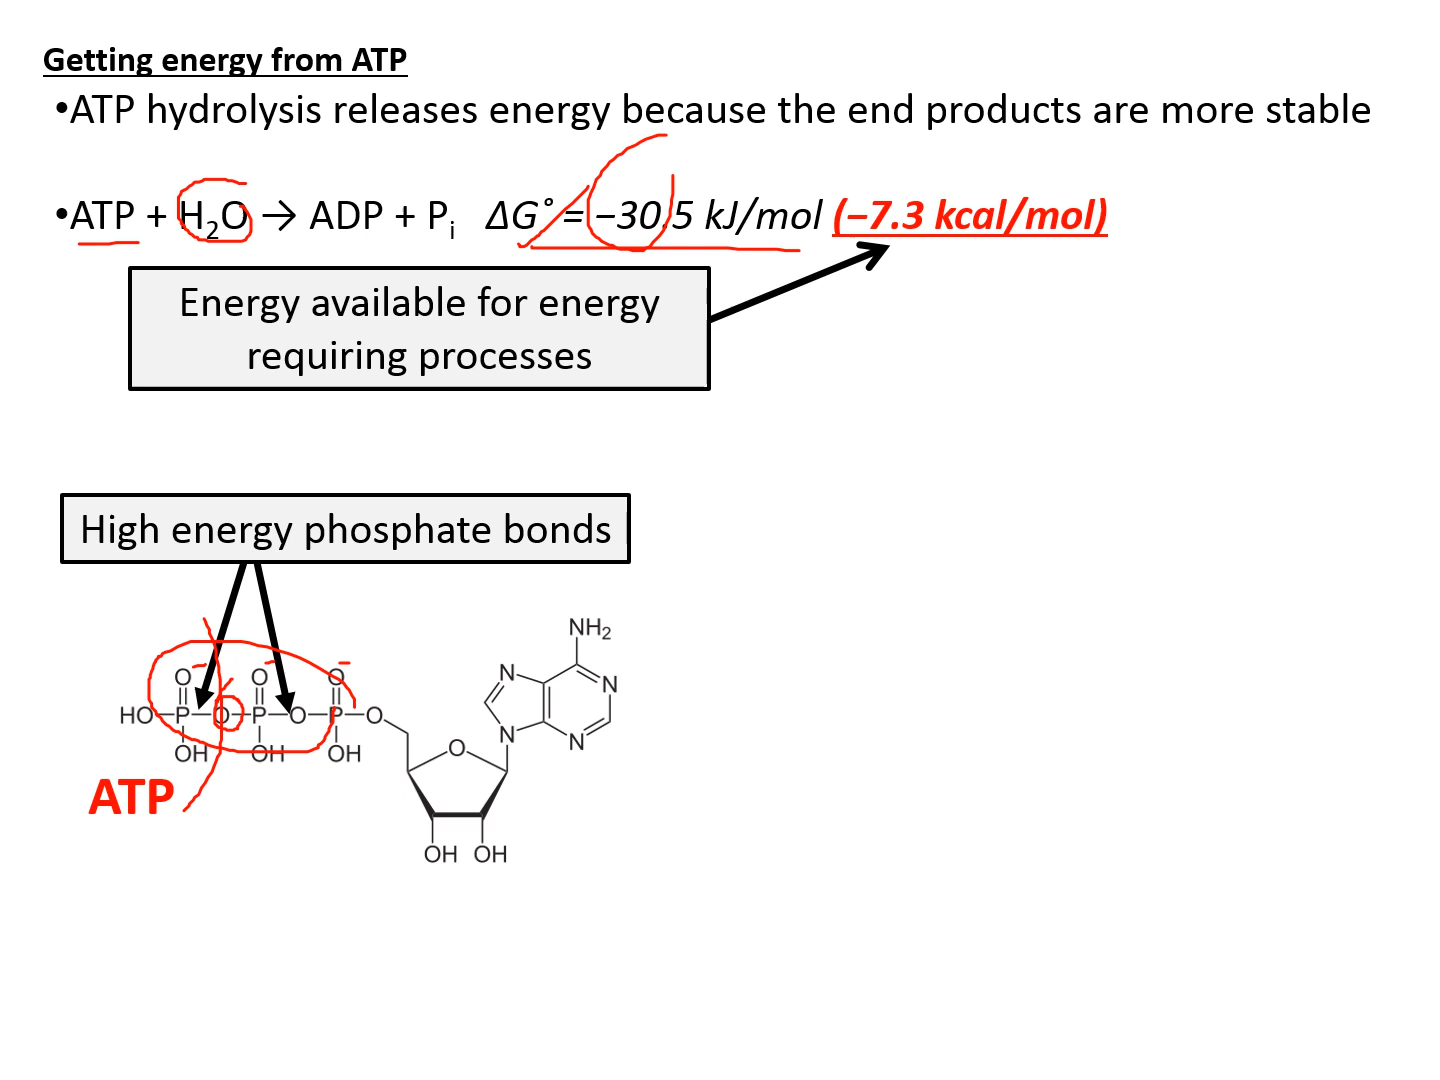 Getting energy from ATP
•ATP hydrolysis releases energy because the end products are more stable
•ATP + H₂O → ADP + Pᵢ ΔG° = −30.5 kJ/mol (−7.3 kcal/mol)
Energy available for energy
requiring processes
High energy phosphate bonds
NH₂
O O O N N
HO P O P O P O
N N
OH OH OH O
ATP
OH OH